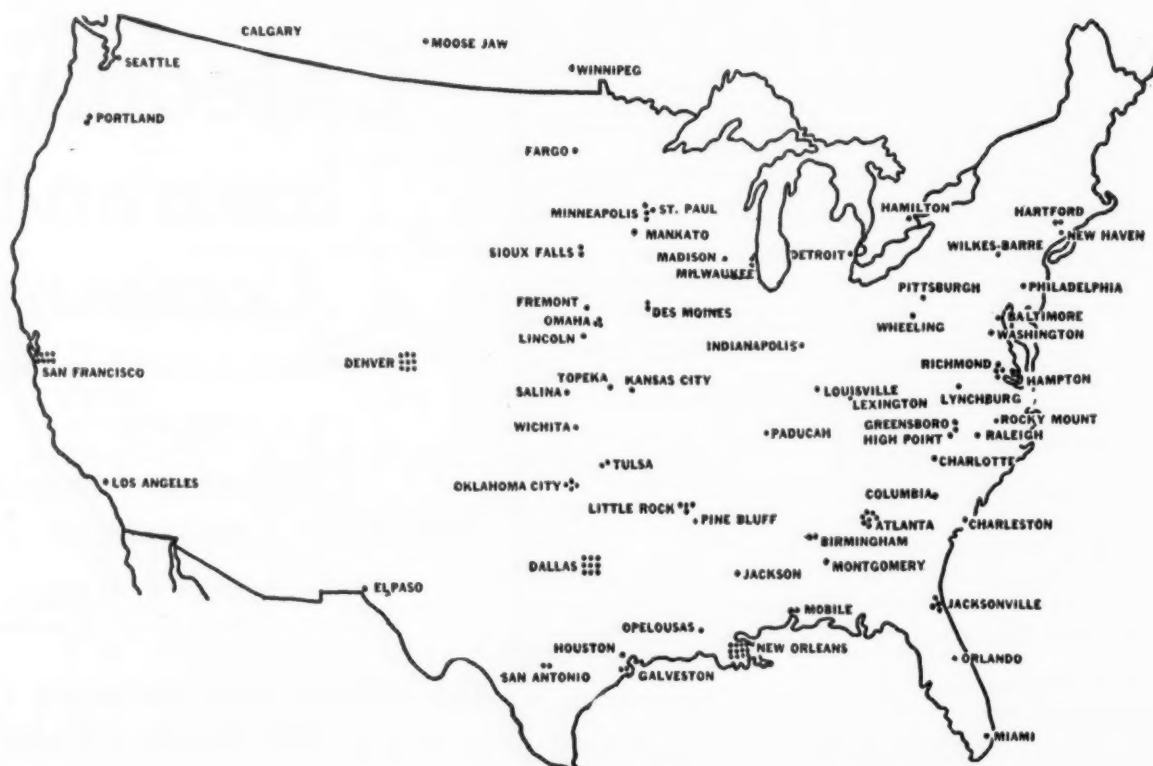 CALGARY
MOOSE JAW
SEATTLE
WINNIPEG
PORTLAND
FARGO
MINNEAPOLIS ST. PAUL
HAMILTON
HARTFORD
MANKATO
NEW HAVEN
SIOUX FALLS
MADISON
DETROIT
WILKES-BARRE
MILWAUKEE
PITTSBURGH
PHILADELPHIA
FREMONT
DES MOINES
OMAHA
BALTIMORE
WHEELING
WASHINGTON
LINCOLN
INDIANAPOLIS
DENVER
RICHMOND
SAN FRANCISCO
TOPEKA
KANSAS CITY
HAMPTON
SALINA
LOUISVILLE
LYNCHBURG
LEXINGTON
WICHITA
PADUCAH
GREENSBORO
ROCKY MOUNT
HIGH POINT
RALEIGH
CHARLOTTE
TULSA
LOS ANGELES
OKLAHOMA CITY
COLUMBIA
LITTLE ROCK
PINE BLUFF
ATLANTA
CHARLESTON
BIRMINGHAM
DALLAS
JACKSON
MONTGOMERY
EL PASO
JACKSONVILLE
MOBILE
OPELOUSAS
HOUSTON
NEW ORLEANS
ORLANDO
SAN ANTONIO
GALVESTON
MIAMI